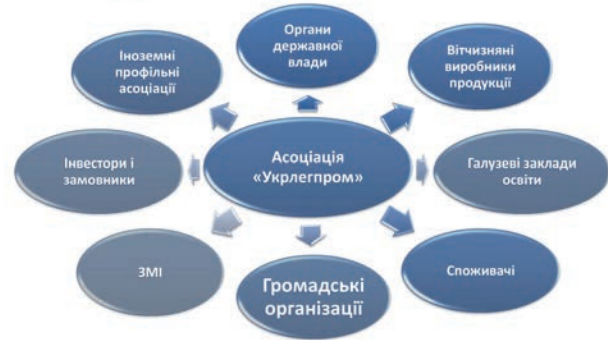 Органи
державної
влади
Іноземні
профільні
асоціації
Вітчизняні
виробники
продукції
Інвестори і
замовники
Асоціація
«Укрлегпром»
Галузеві заклади
освіти
ЗМІ
Громадські
організації
Споживачі